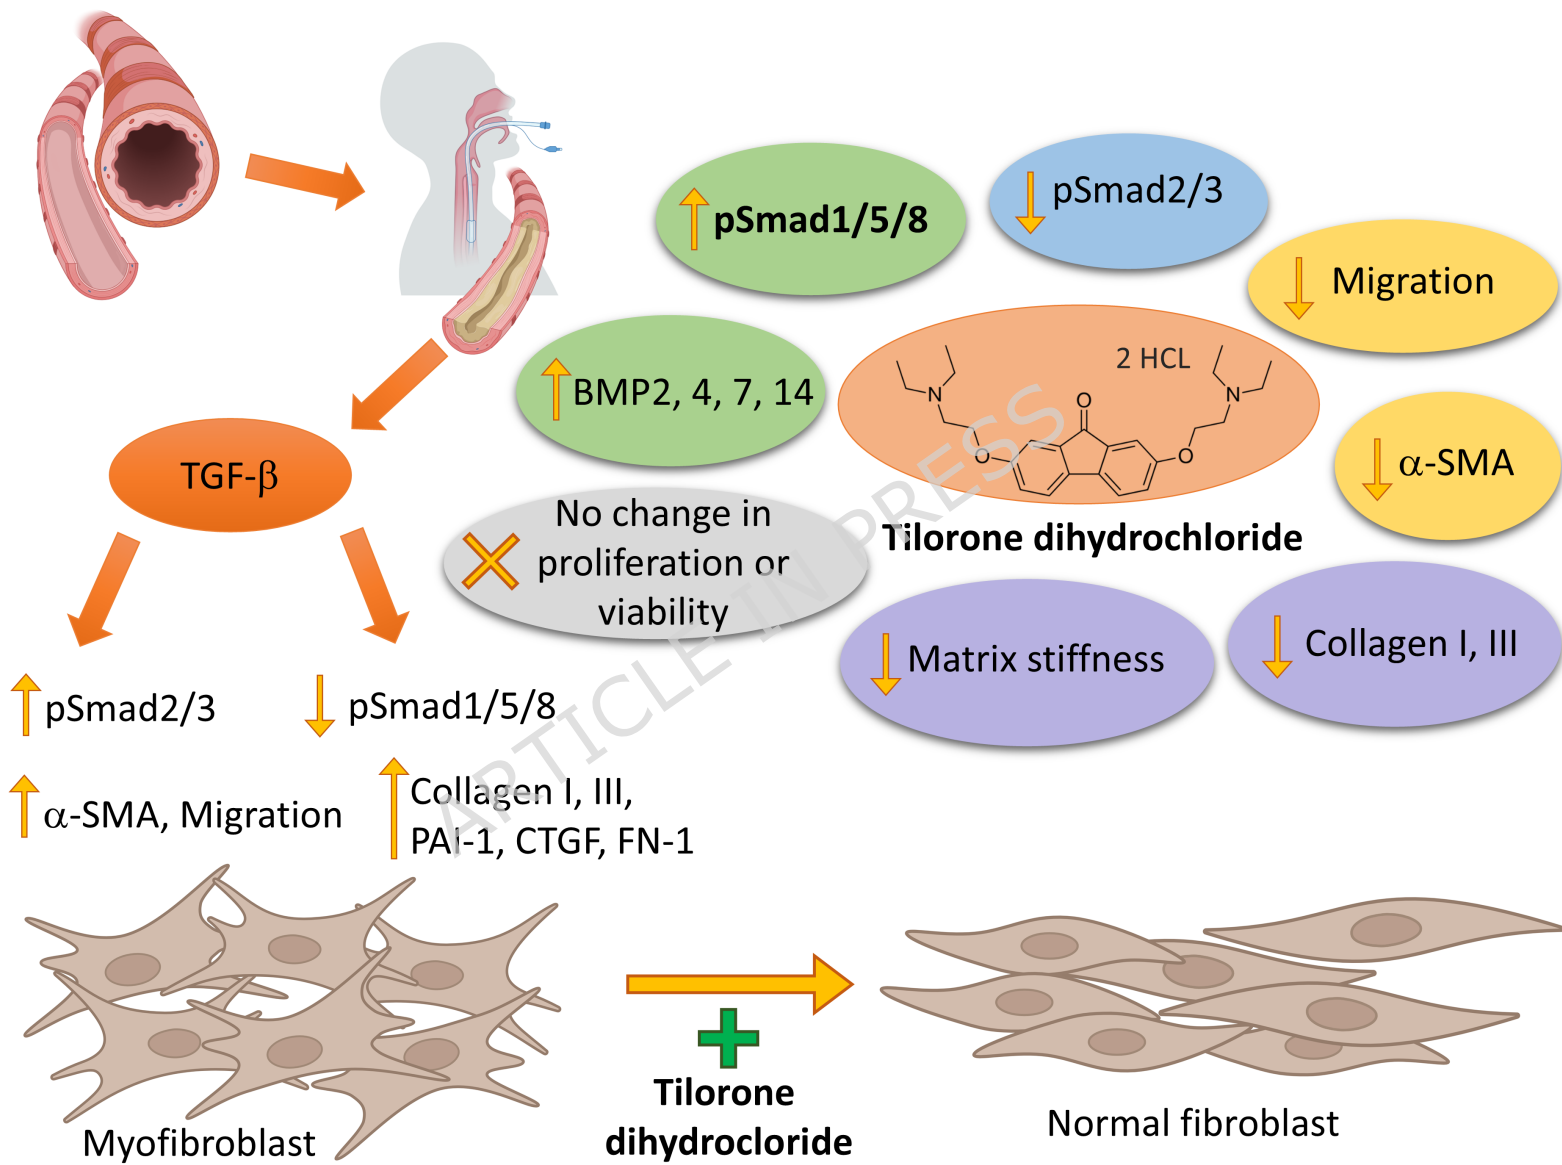 pSmad1/5/8
pSmad2/3
Migration
BMP2, 4, 7, 14
2 HCL
N
N
O
O
O
TGF-β
α-SMA
No change in
proliferation or
viability
Tilorone dihydrochloride
Matrix stiffness
Collagen I, III
pSmad2/3
pSmad1/5/8
α-SMA, Migration
Collagen I, III,
PAI-1, CTGF, FN-1
ARTICLE IN PRESS
Tilorone
dihydrocloride
Myofibroblast
Normal fibroblast